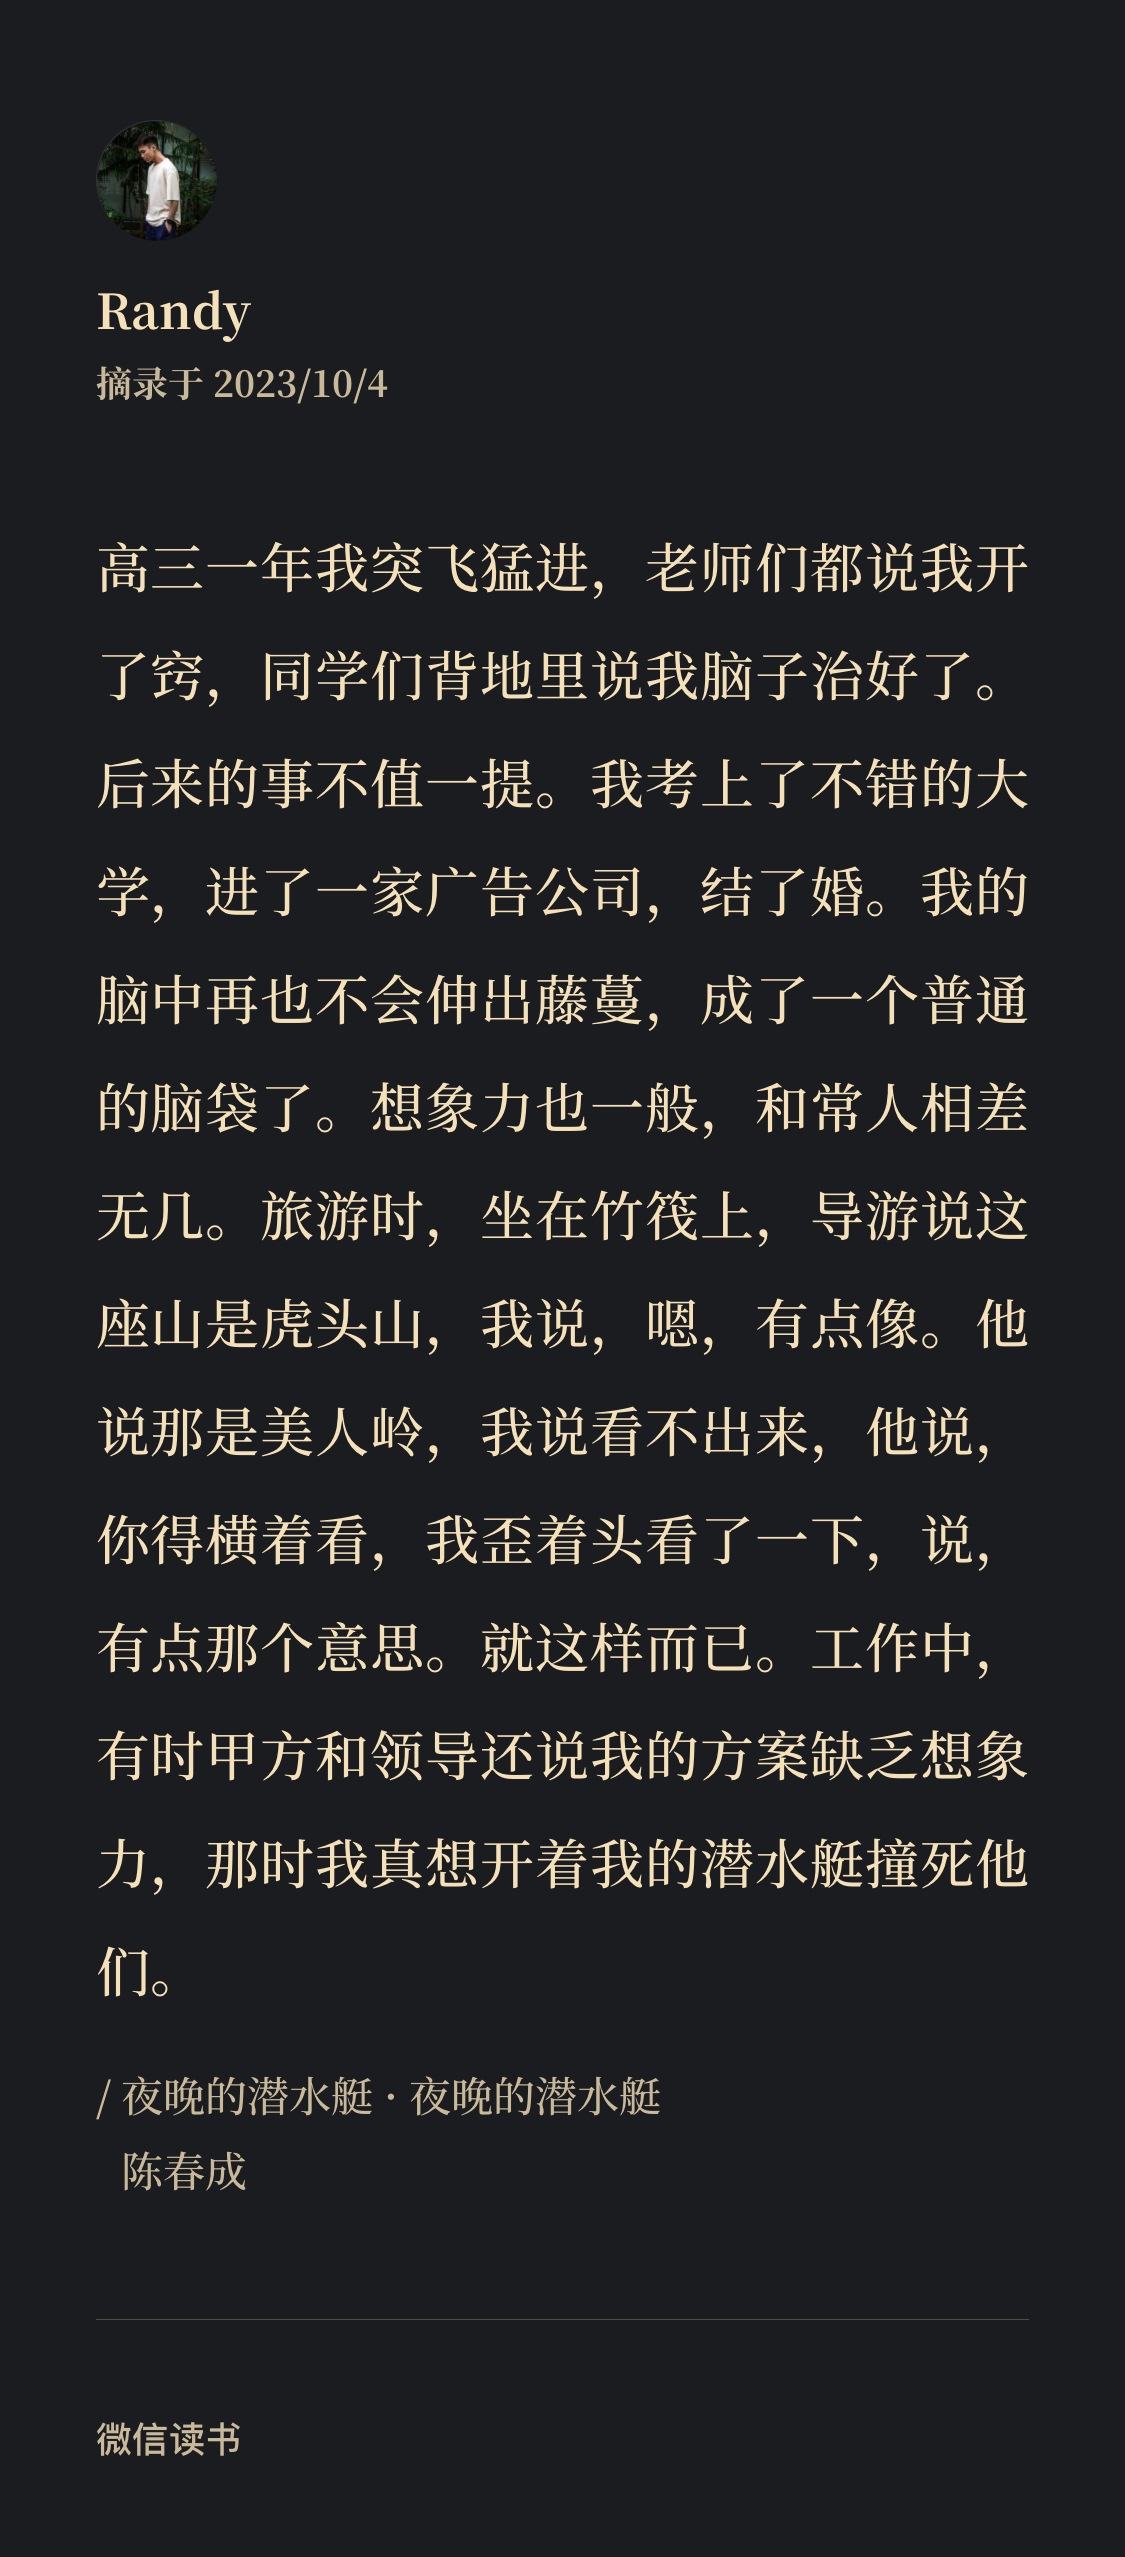 Randy
摘录于 2023/10/4
高三一年我突飞猛进，老师们都说我开
了窍，同学们背地里说我脑子治好了。
后来的事不值一提。我考上了不错的大
学，进了一家广告公司，结了婚。我的
脑中再也不会伸出藤蔓，成了一个普通
的脑袋了。想象力也一般，和常人相差
无几。旅游时，坐在竹筏上，导游说这
座山是虎头山，我说，嗯，有点像。他
说那是美人岭，我说看不出来，他说，
你得横着看，我歪着头看了一下，说，
有点那个意思。就这样而已。工作中，
有时甲方和领导还说我的方案缺乏想象
力，那时我真想开着我的潜水艇撞死他
们。
/ 夜晚的潜水艇 · 夜晚的潜水艇
陈春成
微信读书